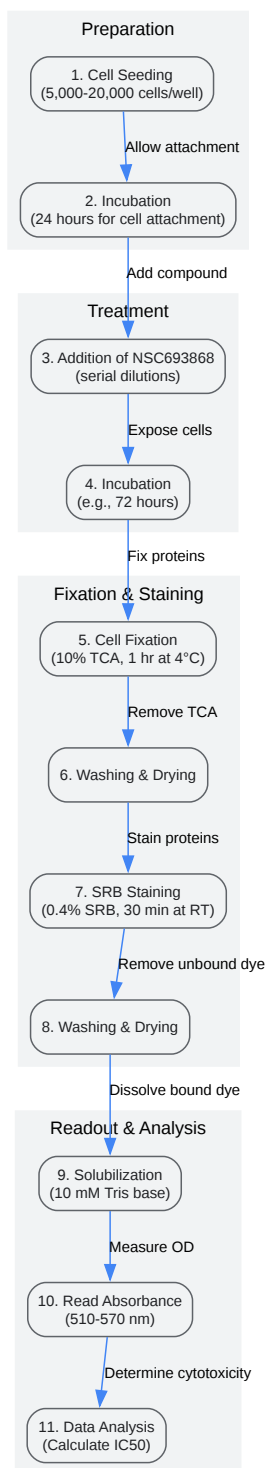 Preparation
1. Cell Seeding
(5,000-20,000 cells/well)
Allow attachment
2. Incubation
(24 hours for cell attachment)
Add compound
Treatment
3. Addition of NSC693868
(serial dilutions)
Expose cells
4. Incubation
(e.g., 72 hours)
Fix proteins
Fixation & Staining
5. Cell Fixation
(10% TCA, 1 hr at 4°C)
Remove TCA
6. Washing & Drying
Stain proteins
7. SRB Staining
(0.4% SRB, 30 min at RT)
Remove unbound dye
8. Washing & Drying
Dissolve bound dye
Readout & Analysis
9. Solubilization
(10 mM Tris base)
Measure OD
10. Read Absorbance
(510-570 nm)
Determine cytotoxicity
11. Data Analysis
(Calculate IC50)